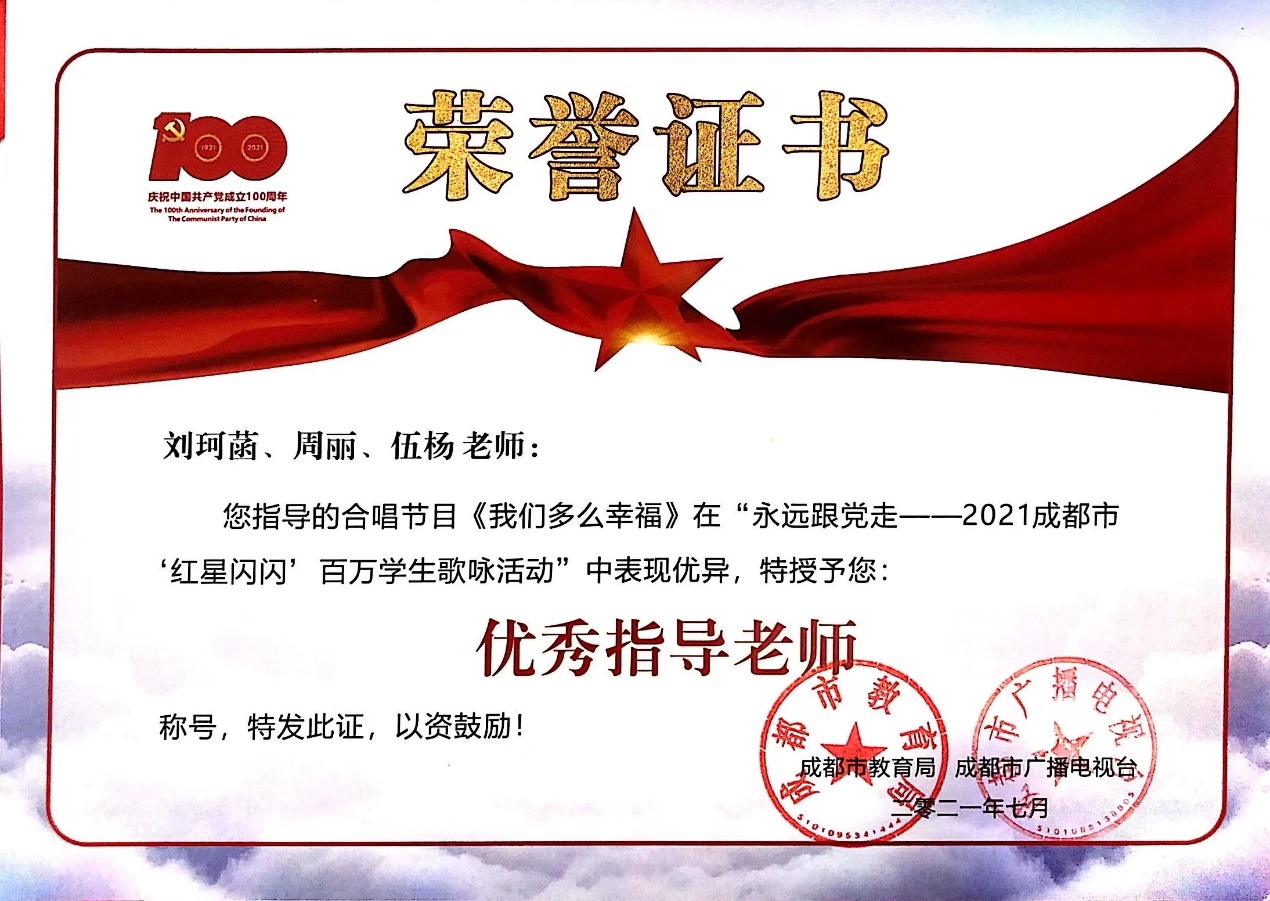 荣誉证书
1921 2021
庆祝中国共产党成立100周年
The 100th Anniversary of the Founding of
The Communist Party of China
刘珂菡、周丽、伍杨 老师：
您指导的合唱节目《我们多么幸福》在“永远跟党走——2021成都市
‘红星闪闪’ 百万学生歌咏活动”中表现优异，特授予您：
优秀指导老师
称号，特发此证，以资鼓励！
成都市教育局 成都市广播电视台
二零二一年七月
成都市教育局
成都市广播电视台